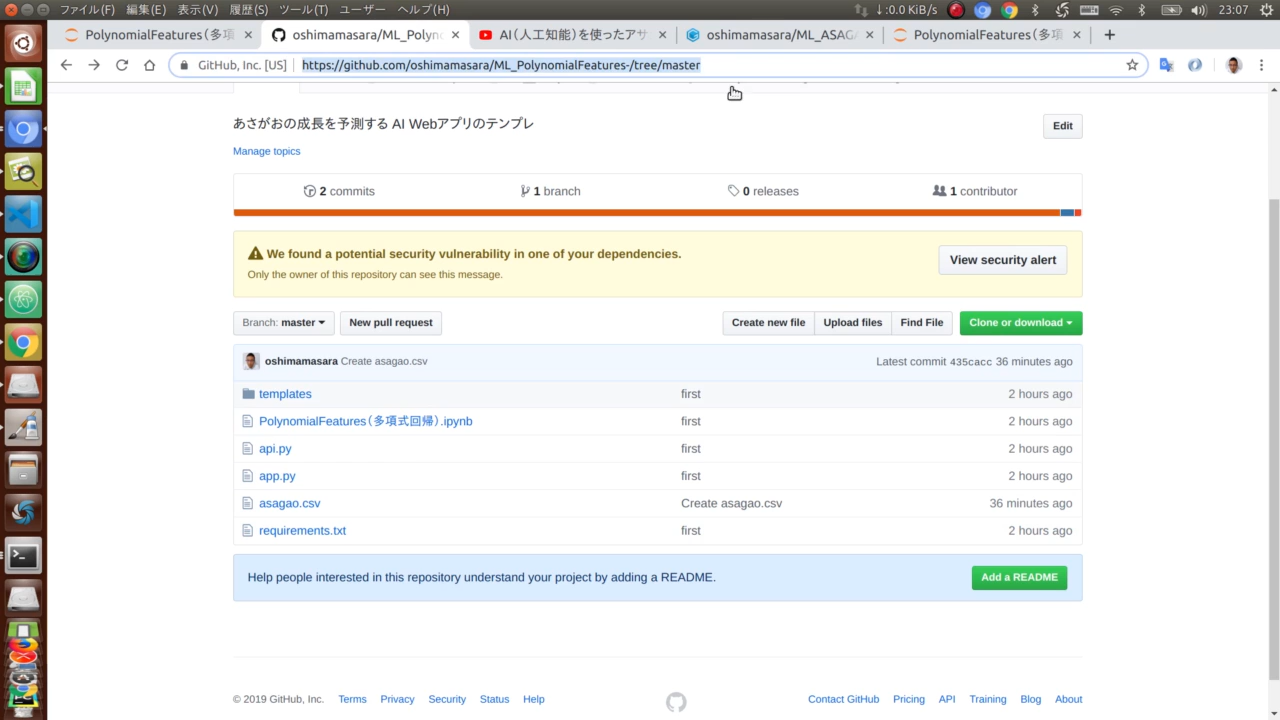 ファイル(F) 編集(E) 表示(V) 履歴(S) ツール(T) ユーザー ヘルプ(H)
0.0 KiB/s 23:07
PolynomialFeatures（多項 oshimamasara/ML_Polyno AI（人工知能）を使ったアサ oshimamasara/ML_ASAGA PolynomialFeatures（多項
GitHub, Inc. [US] https://github.com/oshimamasara/ML_PolynomialFeatures-/tree/master
あさがおの成長を予測する AI Webアプリのテンプレ
Edit
Manage topics
2 commits 1 branch 0 releases 1 contributor
We found a potential security vulnerability in one of your dependencies.
Only the owner of this repository can see this message.
View security alert
Branch: master New pull request Create new file Upload files Find File Clone or download
oshimamasara Create asagao.csv Latest commit 435cacc 36 minutes ago
templates first 2 hours ago
PolynomialFeatures（多項式回帰）.ipynb first 2 hours ago
api.py first 2 hours ago
app.py first 2 hours ago
asagao.csv Create asagao.csv 36 minutes ago
requirements.txt first 2 hours ago
Help people interested in this repository understand your project by adding a README. Add a README
© 2019 GitHub, Inc. Terms Privacy Security Status Help Contact GitHub Pricing API Training Blog About